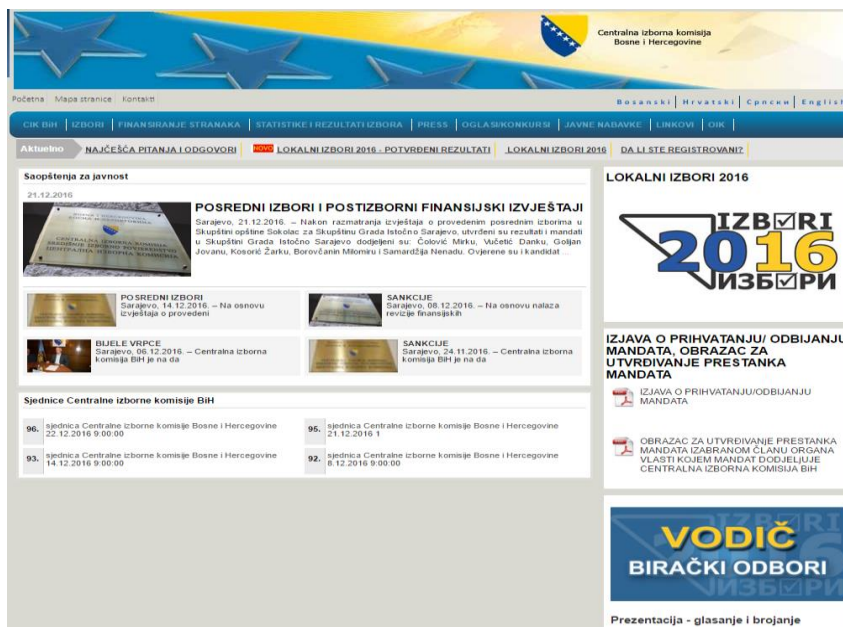 Centralna izborna komisija
Bosne i Hercegovine
Početna Mapa stranice Kontakti
Bosanski | Hrvatski | Српски | English
CIK BiH | IZBORI | FINANSIRANJE STRANAKA | STATISTIKE I REZULTATI IZBORA | PRESS | OGLASI/KONKURSI | JAVNE NABAVKE | LINKOVI | OIK |
Aktuelno NAJČEŠĆA PITANJA I ODGOVORI NOVO LOKALNI IZBORI 2016 - POTVRĐENI REZULTATI LOKALNI IZBORI 2016 DA LI STE REGISTROVANI?
Saopštenja za javnost
21.12.2016
POSREDNI IZBORI I POSTIZBORNI FINANSIJSKI IZVJEŠTAJI
Sarajevo, 21.12.2016. – Nakon razmatranja izvještaja o provedenim posrednim izborima u
Skupštini opštine Sokolac za Skupštinu Grada Istočno Sarajevo, utvrđeni su rezultati i mandati
u Skupštini Grada Istočno Sarajevo dodjeljeni su: Čolović Mirku, Vučetić Danku, Golijan
Jovanu, Kosorić Žarku, Borovčanin Milomiru i Samardžija Nenadu. Ovjerene su i kandidat ...
POSREDNI IZBORI
Sarajevo, 14.12.2016. – Na osnovu
izvještaja o provedeni
SANKCIJE
Sarajevo, 08.12.2016. – Na osnovu nalaza
revizije finansijskih
BIJELE VRPCE
Sarajevo, 06.12.2016. – Centralna izborna
komisija BiH je na da
SANKCIJE
Sarajevo, 24.11.2016. – Centralna izborna
komisija BiH je na da
Sjednice Centralne izborne komisije BiH
96. sjednica Centralne izborne komisije Bosne i Hercegovine
22.12.2016 9:00:00
95. sjednica Centralne izborne komisije Bosne i Hercegovine
21.12.2016 1
93. sjednica Centralne izborne komisije Bosne i Hercegovine
14.12.2016 9:00:00
92. sjednica Centralne izborne komisije Bosne i Hercegovine
8.12.2016 9:00:00
LOKALNI IZBORI 2016
IZBORI
2016
ИЗБОРИ
IZJAVA O PRIHVATANJU/ ODBIJANJU
MANDATA, OBRAZAC ZA
UTVRĐIVANJE PRESTANKA
MANDATA
IZJAVA O PRIHVATANJU/ODBIJANJU
MANDATA
OBRAZAC ZA UTVRĐIVANJE PRESTANKA
MANDATA IZABRANOM ČLANU ORGANA
VLASTI KOJEM MANDAT DODJELJUJE
CENTRALNA IZBORNA KOMISIJA BiH
VODIČ
BIRAČKI ODBORI
Prezentacija - glasanje i brojanje